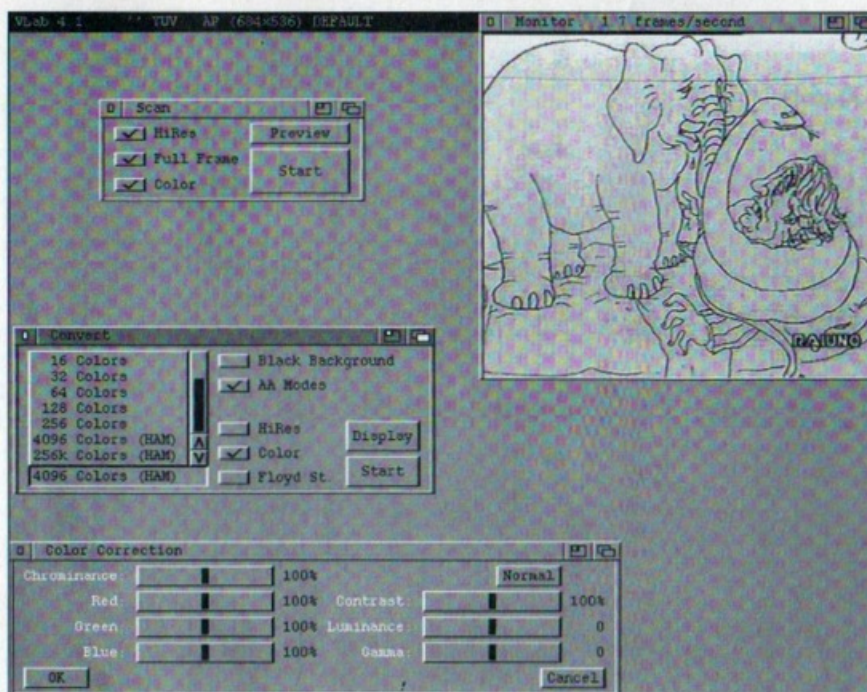 VLab 4.1 YUV AP (684x536) DEFAULT
Monitor 1 7 frames/second
Scan
HiRes
Preview
Full Frame
Start
Color
RAIUNO
Convert
16 Colors
32 Colors
64 Colors
128 Colors
256 Colors
4096 Colors (HAM)
256k Colors (HAM)
4096 Colors (HAM)
Black Background
AA Modes
HiRes
Display
Color
Start
Floyd St.
Color Correction
Chrominance: 100%
Normal
Red: 100%
Contrast: 100%
Green: 100%
Luminance: 0
Blue: 100%
Gamma: 0
OK
Cancel